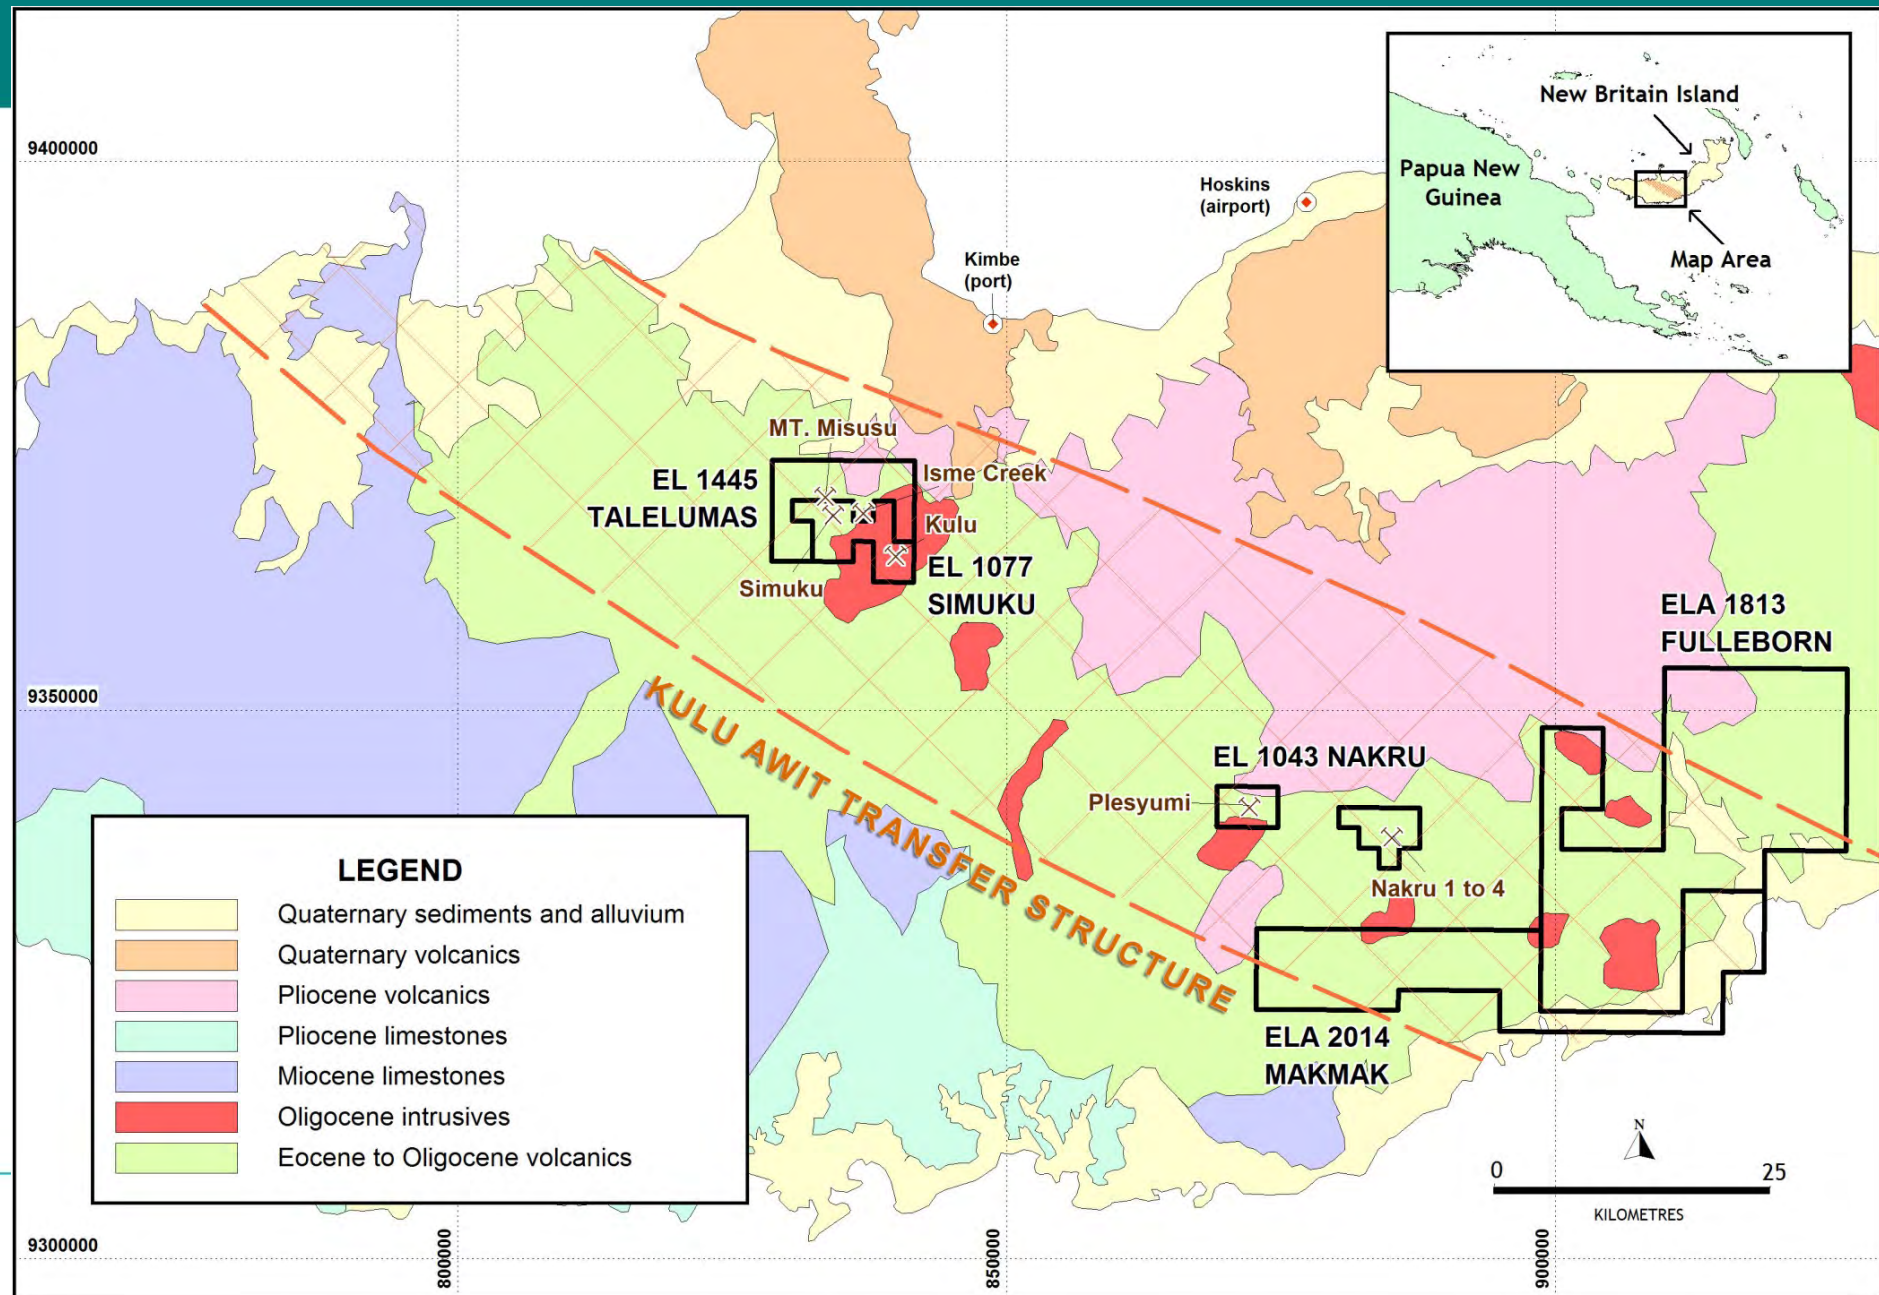 New Britain Island
9400000
Papua New
Guinea
Hoskins
(airport)
Kimbe
(port)
Map Area
MT. Misusu
EL 1445
TALELUMAS
Isme Creek
Kulu
Simuku
EL 1077
SIMUKU
ELA 1813
FULLEBORN
9350000
KULU AWIT TRANSFER STRUCTURE
EL 1043 NAKRU
Plesyumi
Nakru 1 to 4
ELA 2014
MAKMAK
LEGEND
Quaternary sediments and alluvium
Quaternary volcanics
Pliocene volcanics
Pliocene limestones
Miocene limestones
Oligocene intrusives
Eocene to Oligocene volcanics
N
0 25
KILOMETRES
9300000
800000
850000
900000